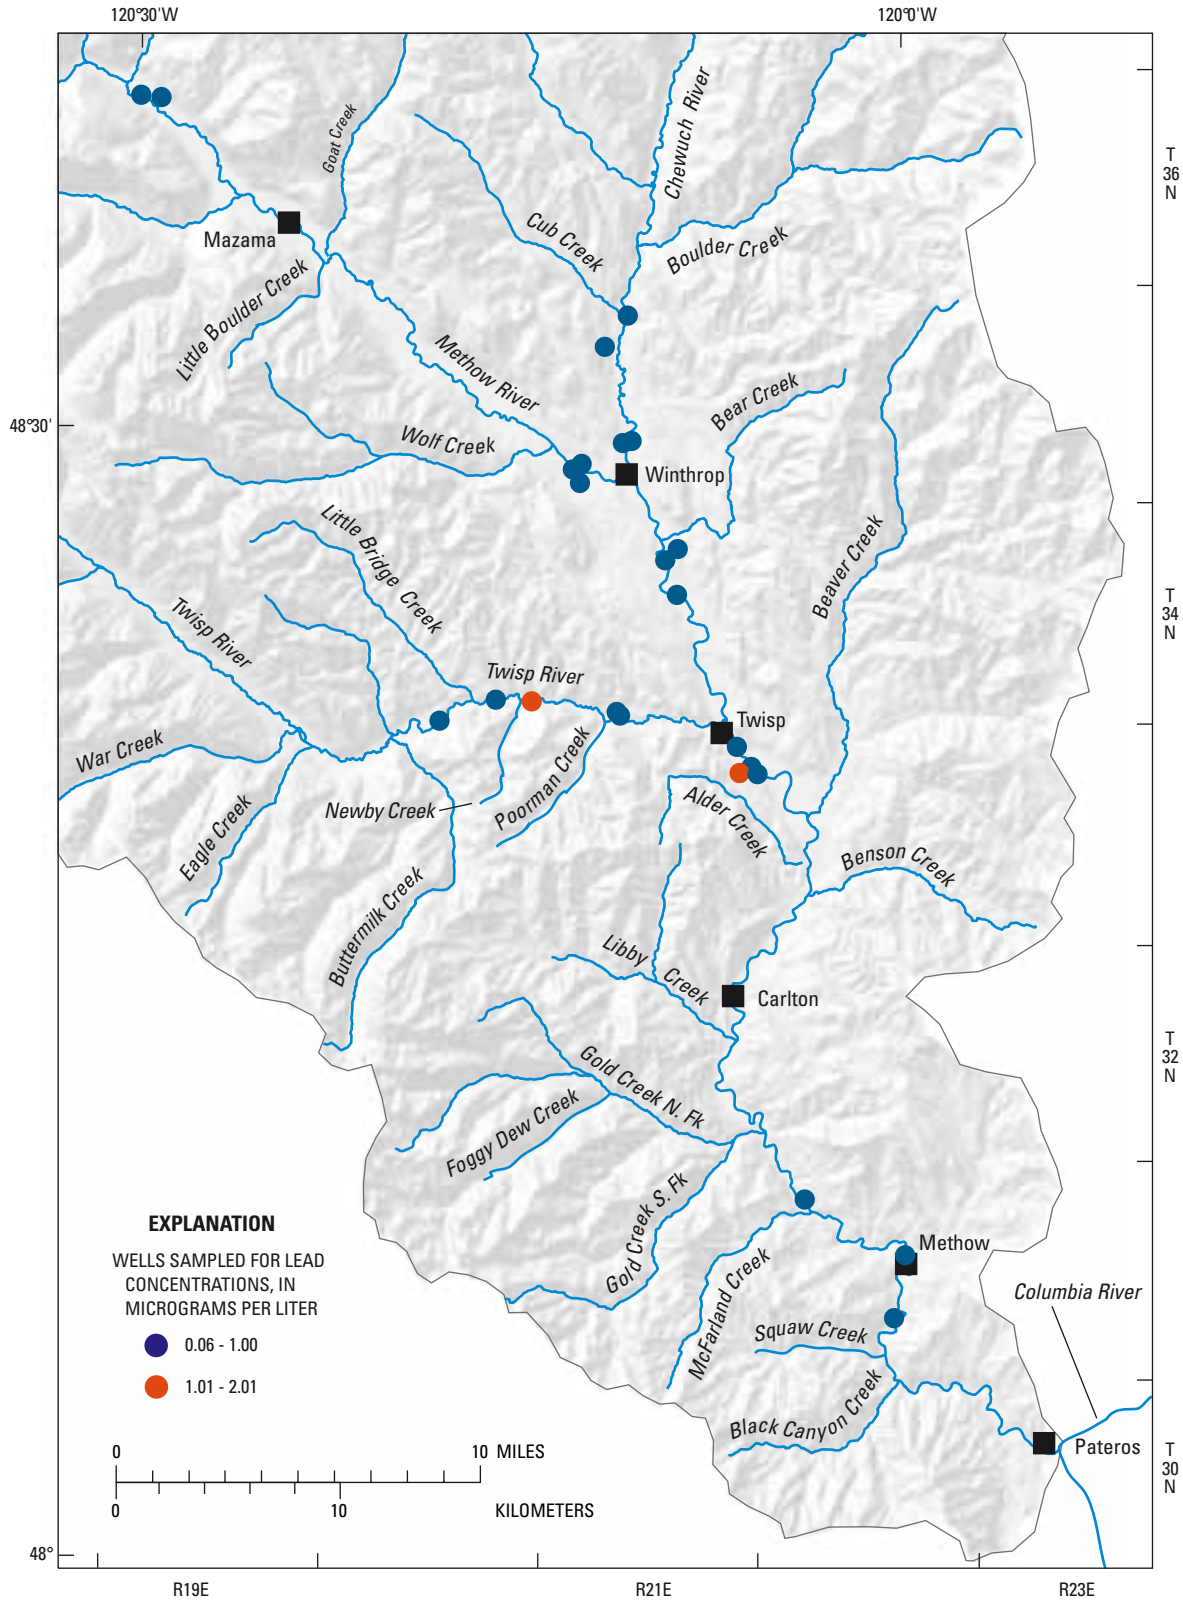 120°30'W
120°0'W
Goat Creek
Chewuch River
T
36
N
Mazama
Cub Creek
Boulder Creek
Little Boulder Creek
Methow River
Bear Creek
48°30'
Wolf Creek
Winthrop
Little Bridge Creek
Beaver Creek
T
34
N
Twisp River
Twisp River
Twisp
War Creek
Newby Creek
Poorman Creek
Alder Creek
Eagle Creek
Benson Creek
Buttermilk Creek
Libby Creek
Carlton
T
32
N
Gold Creek N. Fk
Foggy Dew Creek
Gold Creek S. Fk
EXPLANATION
WELLS SAMPLED FOR LEAD
CONCENTRATIONS, IN
MICROGRAMS PER LITER
0.06 - 1.00
1.01 - 2.01
Methow
McFarland Creek
Columbia River
Squaw Creek
Black Canyon Creek
Pateros
T
30
N
0
10 MILES
0
10
KILOMETERS
48°
R19E
R21E
R23E